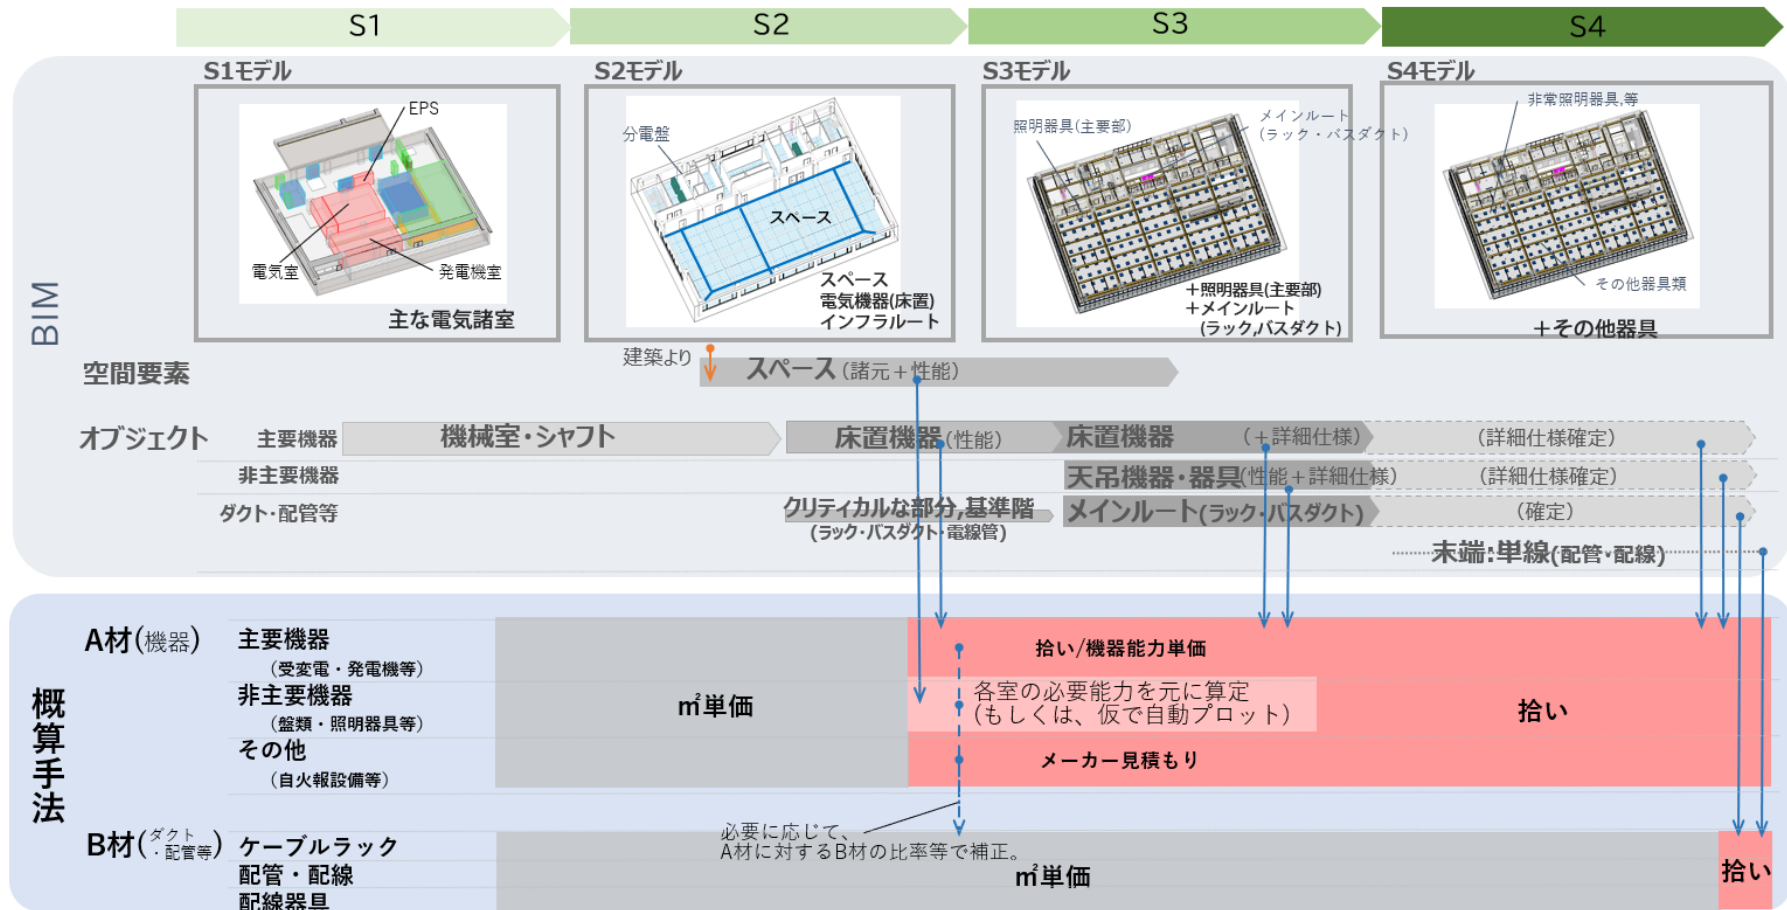 S1
S2
S3
S4
BIM
S1モデル
EPS
電気室
発電機室
主な電気諸室
S2モデル
分電盤
スペース
スペース
電気機器(床置)
インフラルート
S3モデル
照明器具(主要部)
メインルート
(ラック・バスダクト)
＋照明器具(主要部)
＋メインルート
(ラック,バスダクト)
S4モデル
非常照明器具,等
その他器具類
＋その他器具
空間要素
建築より
スペース(諸元＋性能)
オブジェクト
主要機器
機械室・シャフト
床置機器(性能)
床置機器 (＋詳細仕様)
(詳細仕様確定)
非主要機器
天吊機器・器具(性能＋詳細仕様)
(詳細仕様確定)
ダクト・配管等
クリティカルな部分,基準階
(ラック・バスダクト・電線管)
メインルート(ラック・バスダクト)
(確定)
末端:単線(配管・配線)
概算手法
A材(機器)
主要機器
(受変電・発電機等)
非主要機器
(盤類・照明器具等)
その他
(自火報設備等)
㎡単価
拾い/機器能力単価
各室の必要能力を元に算定
(もしくは、仮で自動プロット)
メーカー見積もり
拾い
必要に応じて、
A材に対するB材の比率等で補正。
B材(ダクト
・配管等)
ケーブルラック
配管・配線
配線器具
㎡単価
拾い